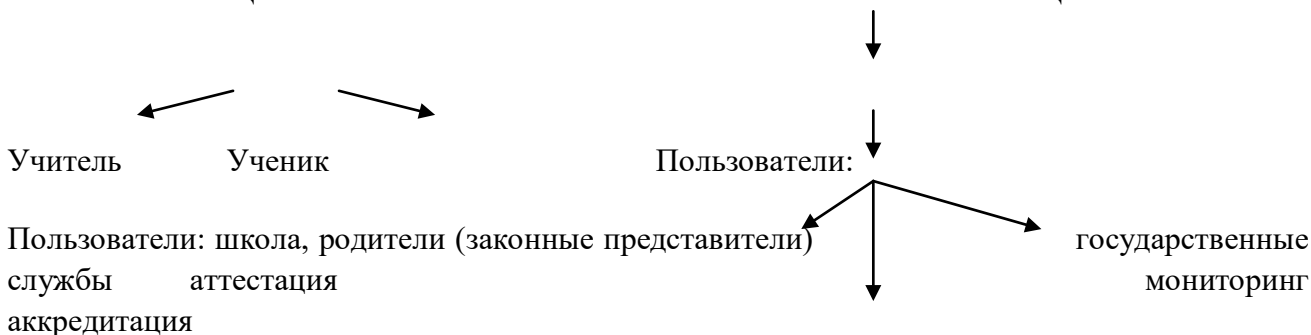 Учитель Ученик Пользователи:
Пользователи: школа, родители (законные представители) государственные
службы аттестация мониторинг
аккредитация